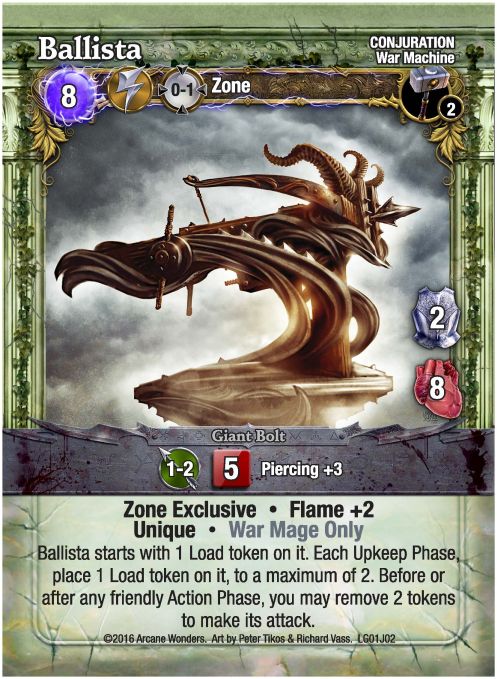 Ballista
CONJURATION
War Machine
8
0-1
Zone
2
2
8
Giant Bolt
1-2
5
Piercing +3
Zone Exclusive • Flame +2
Unique • War Mage Only
Ballista starts with 1 Load token on it. Each Upkeep Phase,
place 1 Load token on it, to a maximum of 2. Before or
after any friendly Action Phase, you may remove 2 tokens
to make its attack.
©2016 Arcane Wonders. Art by Peter Tikos & Richard Vass. LG01J02